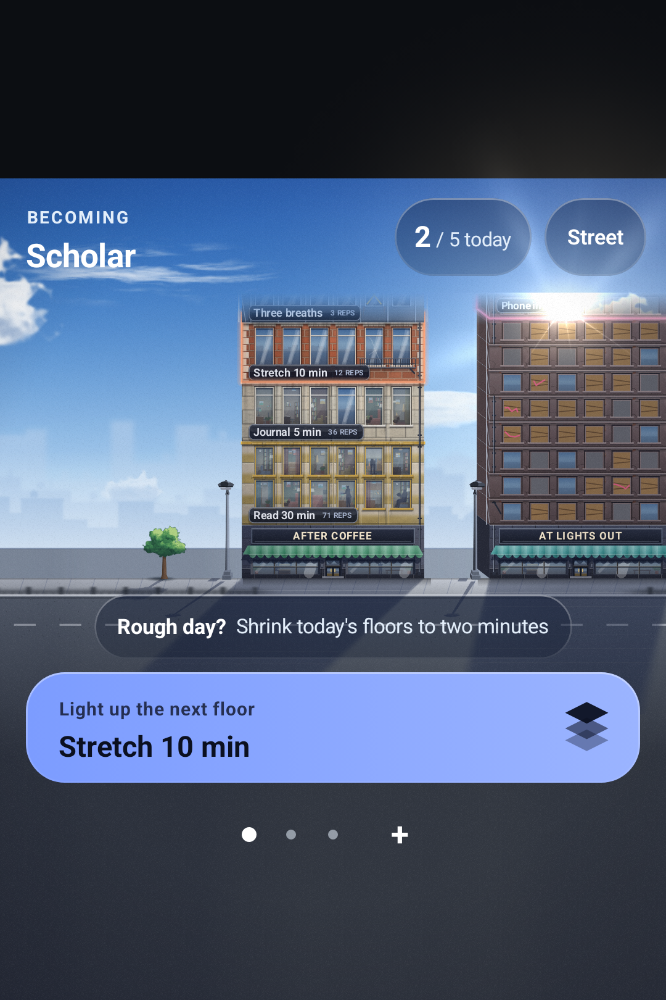 BECOMING
Scholar
2 / 5 today
Street
Three breaths 3 REPS
Phone
Stretch 10 min 12 REPS
Journal 5 min 36 REPS
Read 30 min 71 REPS
AFTER COFFEE
AT LIGHTS OUT
Rough day? Shrink today's floors to two minutes
Light up the next floor
Stretch 10 min
+